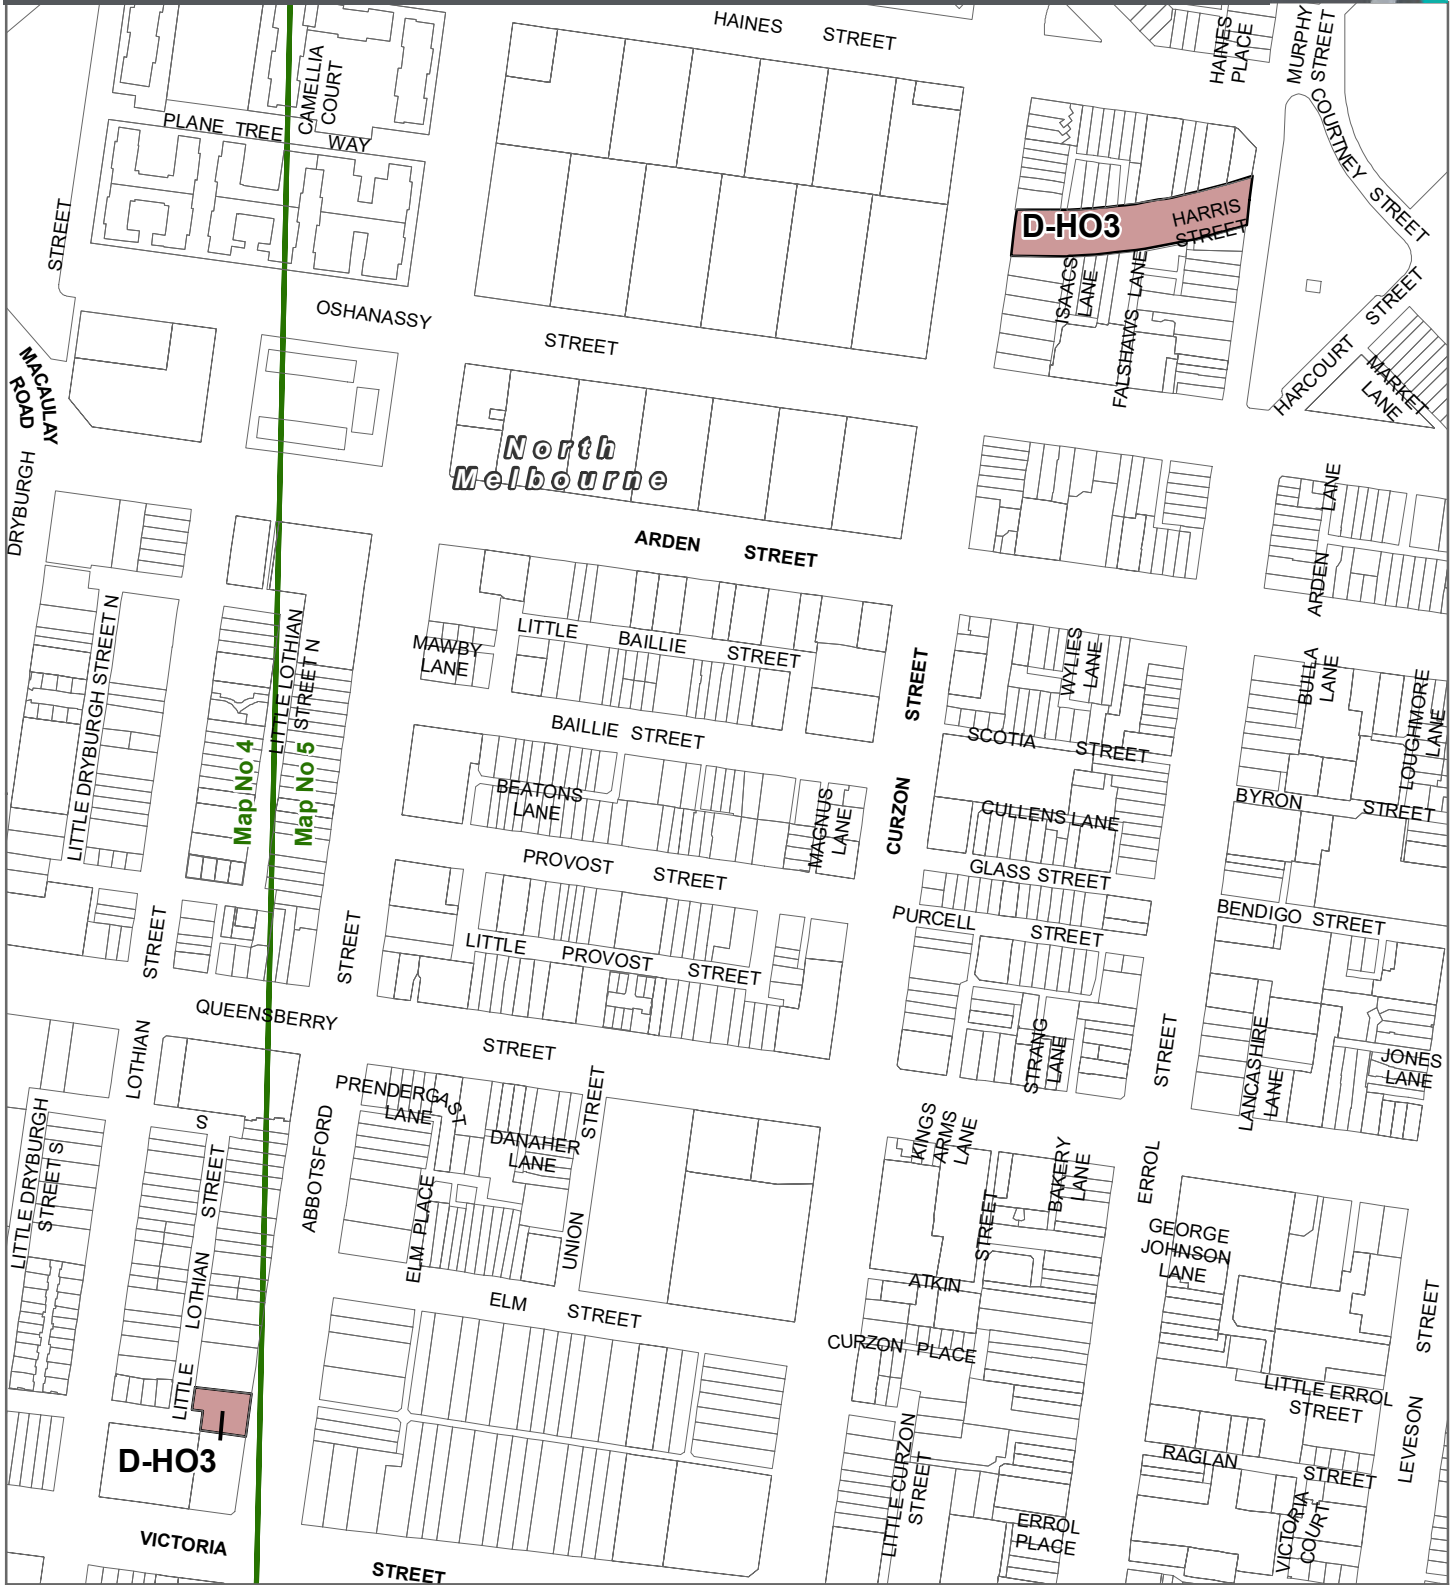 HAINES STREET
HAINES
PLACE
MURPHY
STREET
CAMELLIA
COURT
PLANE TREE WAY
COURTNEY STREET
STREET
D-HO3
HARRIS
STREET
ISAACS
LANE
FALSHAWS LANE
OSHANASSY STREET
HARCOURT STREET
MARKET
LANE
MACAULAY
ROAD
North
Melbourne
DRYBURGH
ARDEN STREET
ARDEN LANE
LITTLE DRYBURGH STREET N
LITTLE LOTHIAN
STREET N
MAWBY
LANE
LITTLE BAILLIE STREET
BAILLIE STREET
WYLIES
LANE
BULLA
LANE
LOUGHMORE
LANE
CURZON STREET
SCOTIA STREET
Map No 4
Map No 5
BEATONS
LANE
MAGNUS
LANE
CULLENS LANE
BYRON STREET
PROVOST STREET
GLASS STREET
PURCELL STREET
BENDIGO STREET
LITTLE PROVOST STREET
STREET
STREET
QUEENSBERRY STREET
LOTHIAN
STRANG
LANE
STREET
LANCASHIRE
LANE
JONES
LANE
PRENDERGAST
LANE
DANAHER
LANE
UNION STREET
ABBOTSFORD
ELM PLACE
KINGS
ARMS
LANE
BAKERY
LANE
ERROL
LITTLE DRYBURGH
STREET S
LITTLE LOTHIAN STREET S
GEORGE
JOHNSON
LANE
ATKIN STREET
ELM STREET
CURZON PLACE
STREET
LITTLE ERROL
STREET
LEVESON
D-HO3
LITTLE CURZON
STREET
RAGLAN STREET
VICTORIA
COURT
ERROL
PLACE
VICTORIA STREET